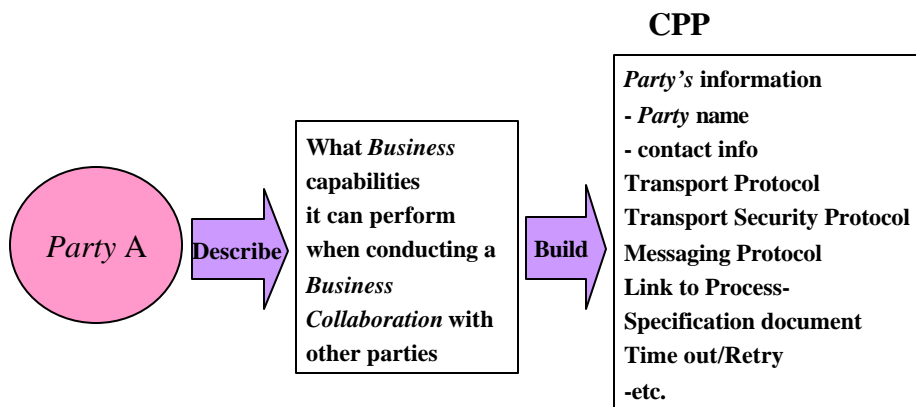 CPP
Party A
Describe
What Business
capabilities
it can perform
when conducting a
Business
Collaboration with
other parties
Build
Party's information
- Party name
- contact info
Transport Protocol
Transport Security Protocol
Messaging Protocol
Link to Process-
Specification document
Time out/Retry
-etc.